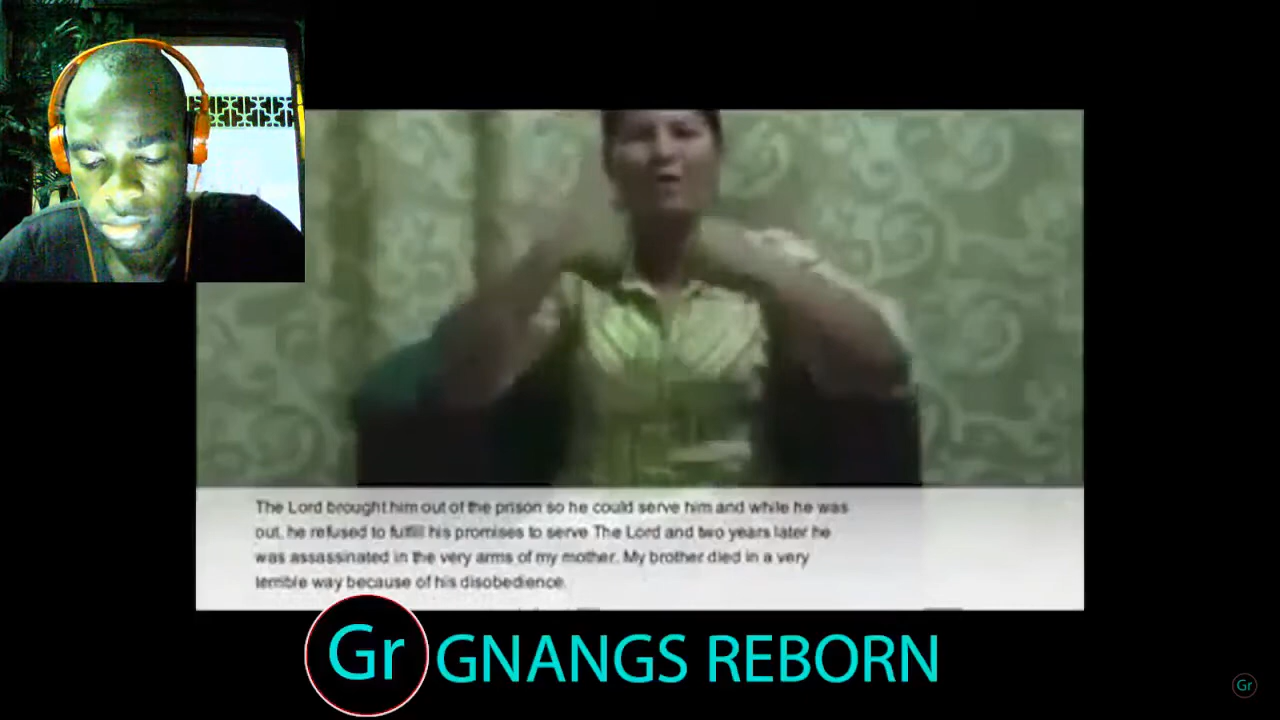 The Lord brought him out of the prison so he could serve him and while he was
out, he refused to fulfill his promises to serve The Lord and two years later he
was assassinated in the very arms of my mother. My brother died in a very
terrible way because of his disobedience.
Gr GNANGS REBORN
Gr